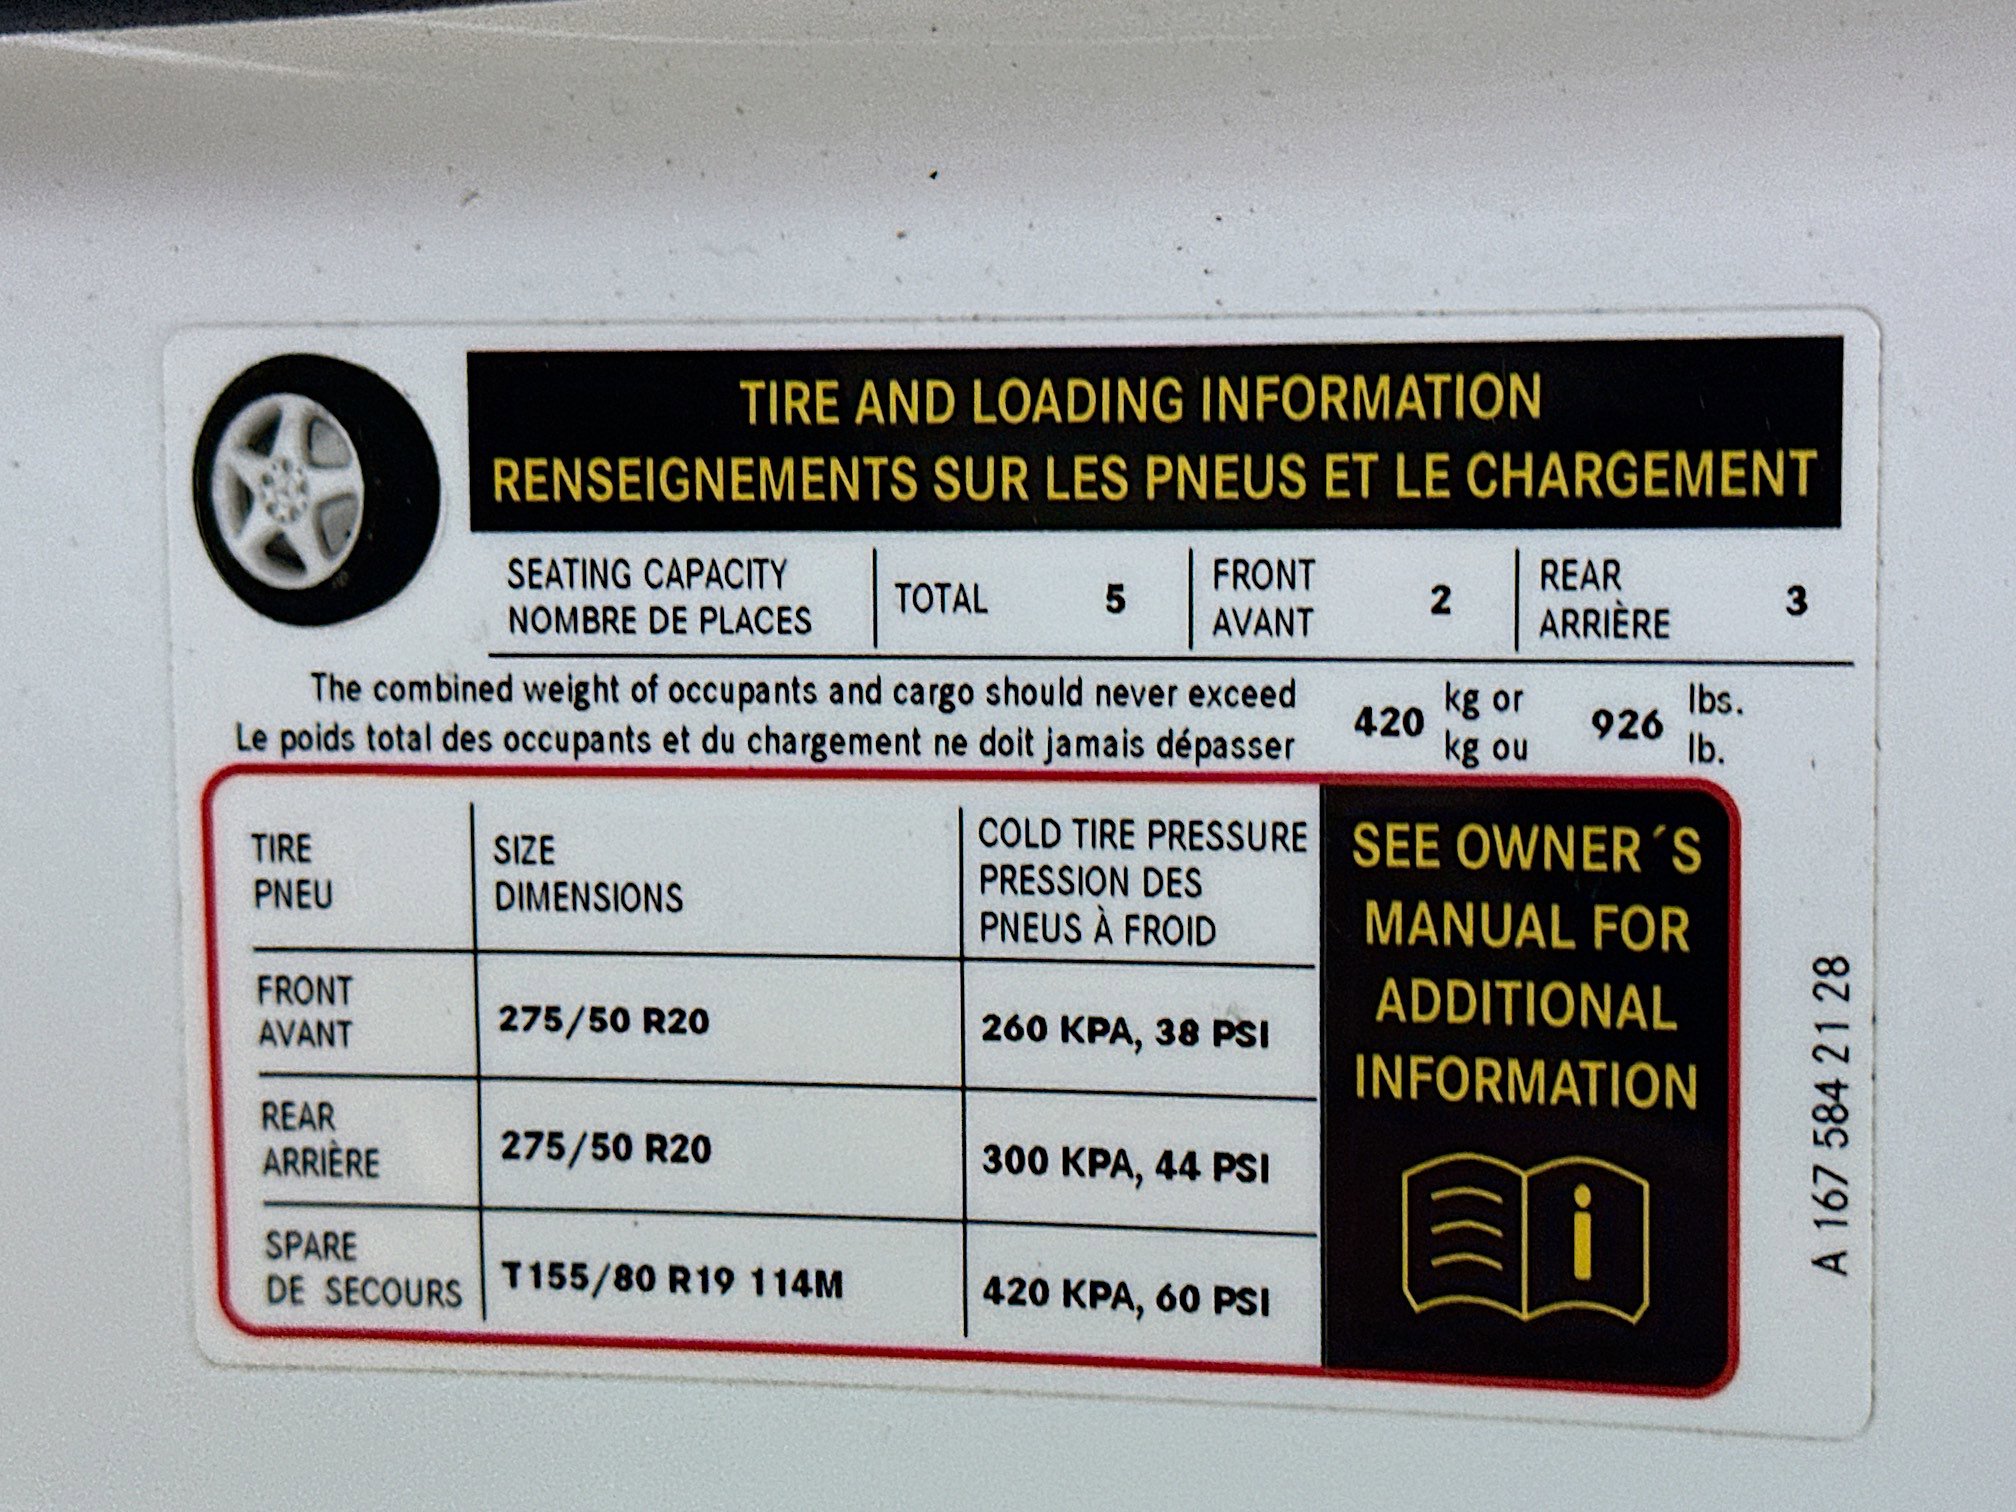 TIRE AND LOADING INFORMATION
RENSEIGNEMENTS SUR LES PNEUS ET LE CHARGEMENT
SEATING CAPACITY
NOMBRE DE PLACES
TOTAL 5
FRONT
AVANT
2
REAR
ARRIÈRE
3
The combined weight of occupants and cargo should never exceed
Le poids total des occupants et du chargement ne doit jamais dépasser
420
kg or
kg ou
926
lbs.
lb.
TIRE
PNEU
SIZE
DIMENSIONS
COLD TIRE PRESSURE
PRESSION DES
PNEUS À FROID
FRONT
AVANT
275/50 R20
260 KPA, 38 PSI
REAR
ARRIÈRE
275/50 R20
300 KPA, 44 PSI
SPARE
DE SECOURS
T155/80 R19 114M
420 KPA, 60 PSI
SEE OWNER´S
MANUAL FOR
ADDITIONAL
INFORMATION
i
A 167 584 21 28